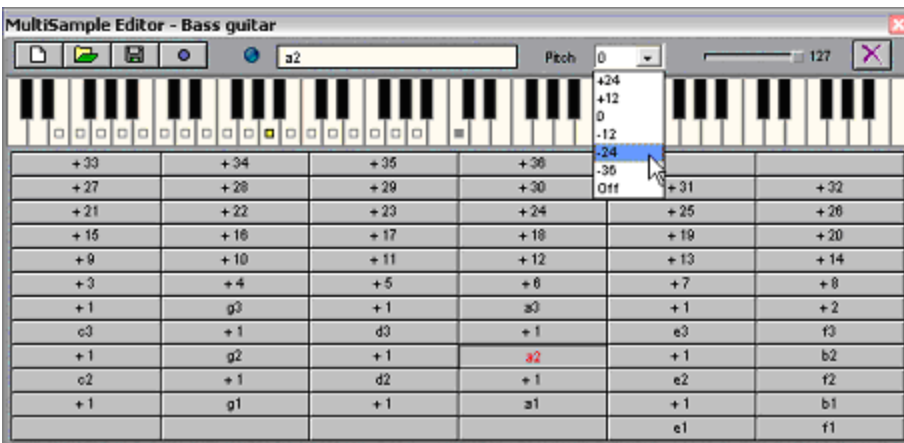 MultiSample Editor - Bass guitar
a2 Pitch 0 127
+24
+12
0
-12
-24
-36
Off
+33 +34 +35 +36
+27 +28 +29 +30 +31 +32
+21 +22 +23 +24 +25 +26
+15 +16 +17 +18 +19 +20
+9 +10 +11 +12 +13 +14
+3 +4 +5 +6 +7 +8
+1 g3 +1 a3 +1 +2
c3 +1 d3 +1 e3 f3
+1 g2 +1 a2 +1 b2
c2 +1 d2 +1 e2 f2
+1 g1 +1 a1 +1 b1
e1 f1